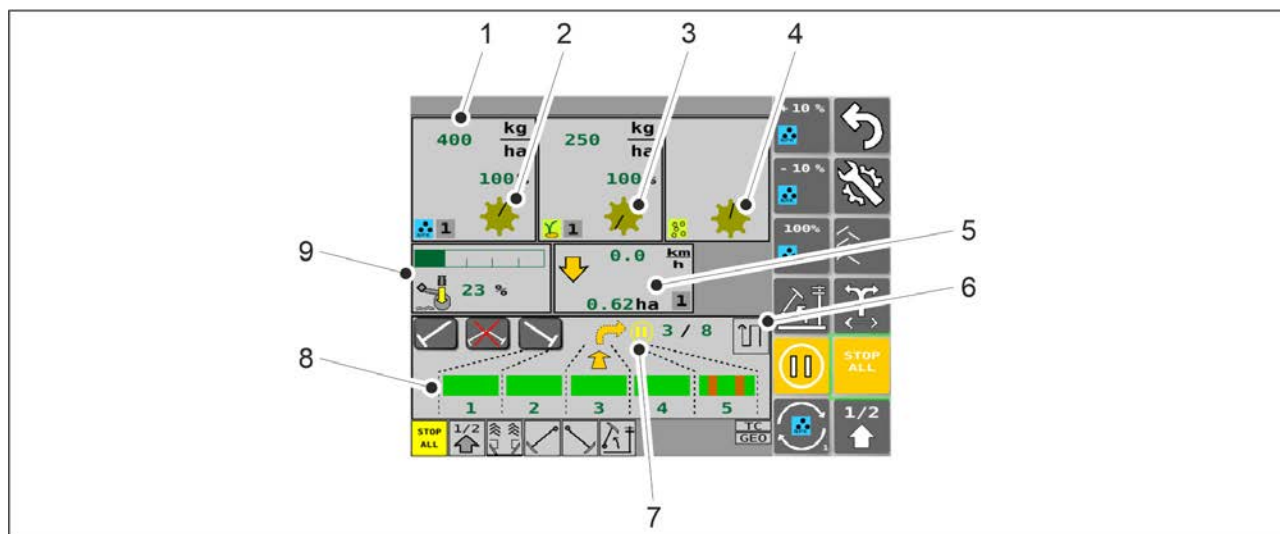 1 2 3 4
400 kg ha 250 kg ha
100% 100%
1 1
+ 10 %
- 10 %
100%
5
6
9
0.0 km h
23 %
0.62ha 1
3 / 8
8
1 2 3 4 5
STOP ALL
1/2
STOP ALL 1/2
TC
GEO
1
7